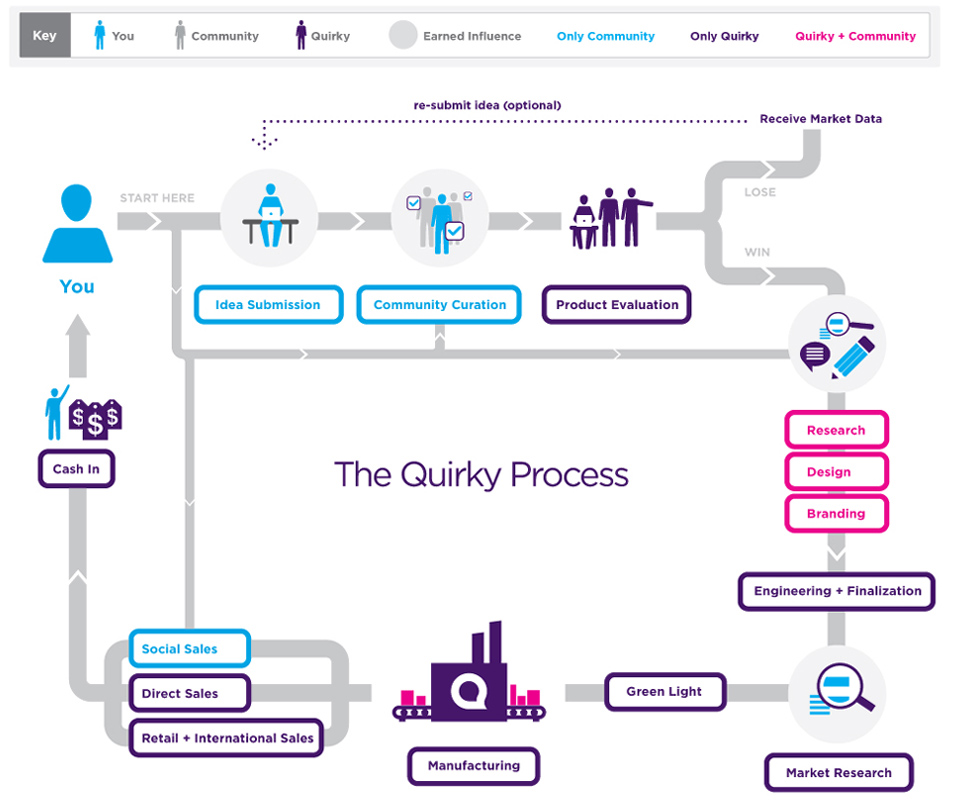 Key
You
Community
Quirky
Earned Influence
Only Community
Only Quirky
Quirky + Community
re-submit idea (optional)
Receive Market Data
START HERE
LOSE
WIN
You
Idea Submission
Community Curation
Product Evaluation
$ $ $
Cash In
The Quirky Process
Research
Design
Branding
Engineering + Finalization
Social Sales
Direct Sales
Retail + International Sales
Manufacturing
Green Light
Market Research